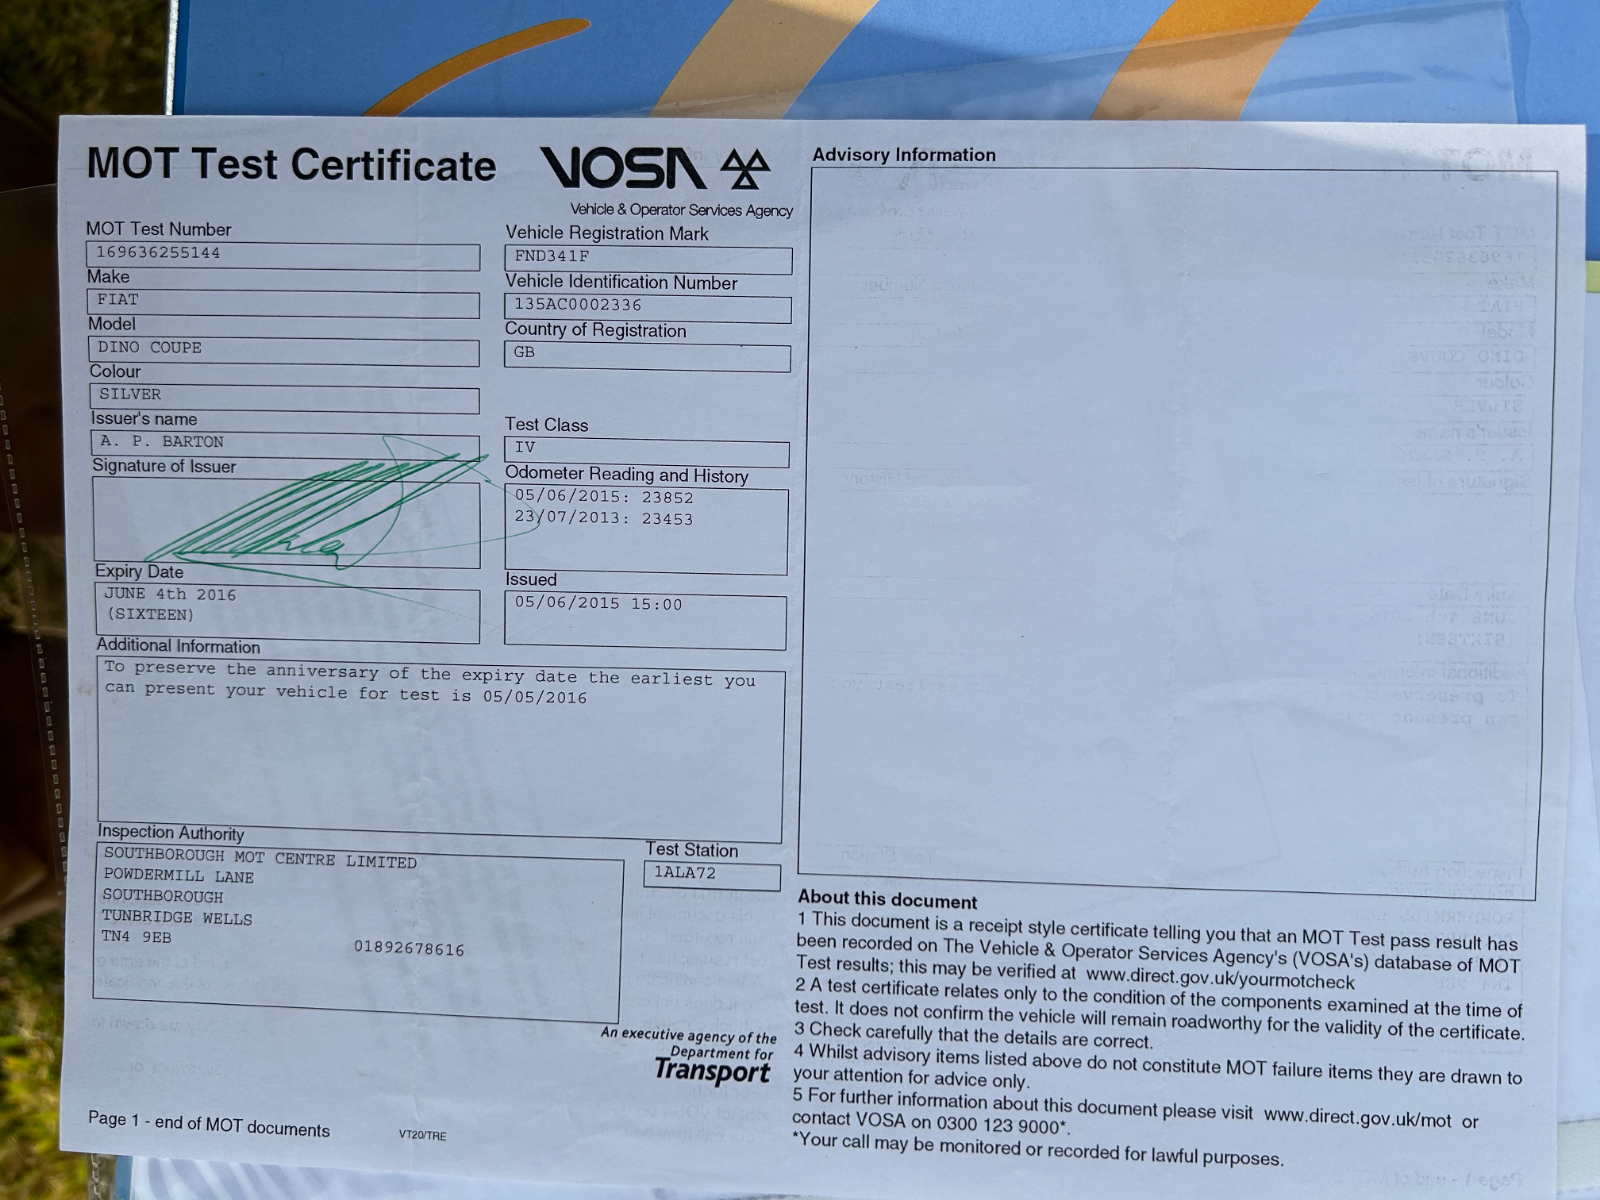 MOT Test Certificate
VOSA
Vehicle & Operator Services Agency
MOT Test Number
169636255144
Make
FIAT
Model
DINO COUPE
Colour
SILVER
Issuer's name
A. P. BARTON
Signature of Issuer
Expiry Date
JUNE 4th 2016
(SIXTEEN)
Vehicle Registration Mark
FND341F
Vehicle Identification Number
135AC0002336
Country of Registration
GB
Test Class
IV
Odometer Reading and History
05/06/2015: 23852
23/07/2013: 23453
Issued
05/06/2015 15:00
Additional Information
To preserve the anniversary of the expiry date the earliest you
can present your vehicle for test is 05/05/2016
Inspection Authority
SOUTHBOROUGH MOT CENTRE LIMITED
POWDERMILL LANE
SOUTHBOROUGH
TUNBRIDGE WELLS
TN4 9EB
01892678616
Test Station
1ALA72
An executive agency of the
Department for
Transport
Page 1 - end of MOT documents
VT20/TRE
Advisory Information
About this document
1 This document is a receipt style certificate telling you that an MOT Test pass result has
been recorded on The Vehicle & Operator Services Agency's (VOSA's) database of MOT
Test results; this may be verified at www.direct.gov.uk/yourmotcheck
2 A test certificate relates only to the condition of the components examined at the time of
test. It does not confirm the vehicle will remain roadworthy for the validity of the certificate.
3 Check carefully that the details are correct.
4 Whilst advisory items listed above do not constitute MOT failure items they are drawn to
your attention for advice only.
5 For further information about this document please visit www.direct.gov.uk/mot or
contact VOSA on 0300 123 9000*.
*Your call may be monitored or recorded for lawful purposes.